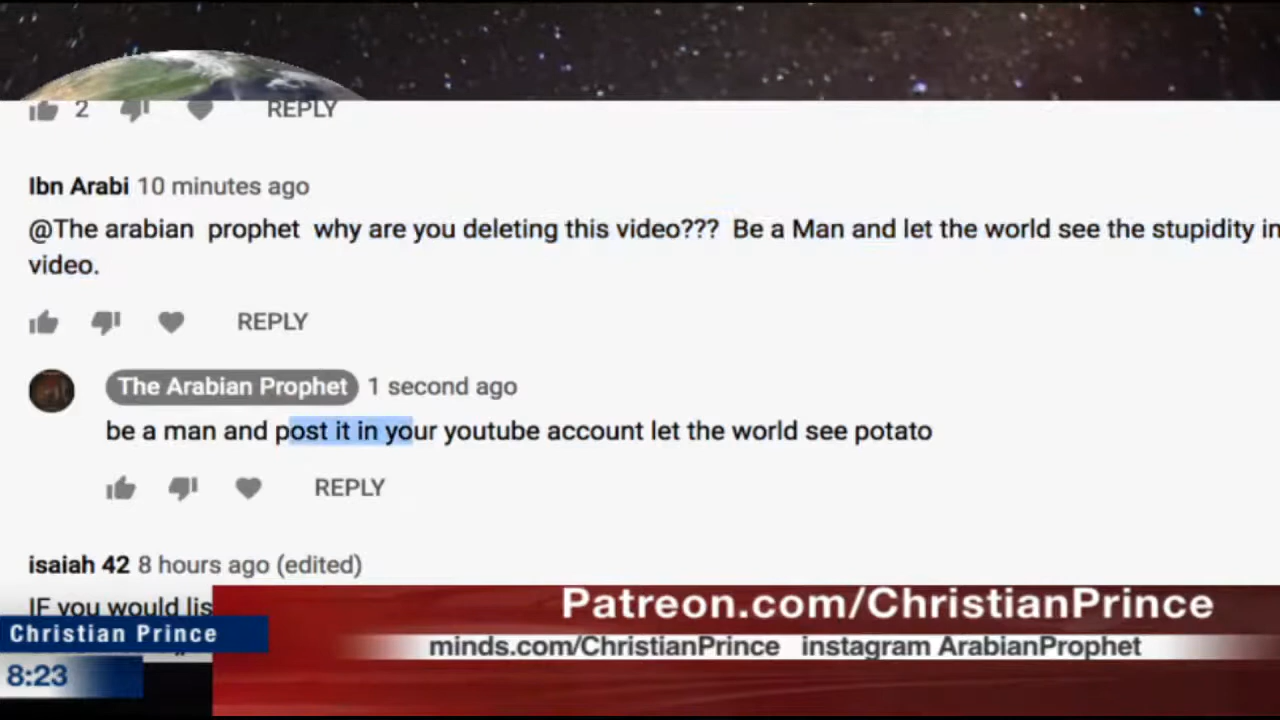 2 REPLY
Ibn Arabi 10 minutes ago
@The arabian prophet why are you deleting this video??? Be a Man and let the world see the stupidity in
video.
REPLY
The Arabian Prophet 1 second ago
be a man and post it in your youtube account let the world see potato
REPLY
isaiah 42 8 hours ago (edited)
IF you would lis
Patreon.com/ChristianPrince
Christian Prince
minds.com/ChristianPrince instagram ArabianProphet
8:23